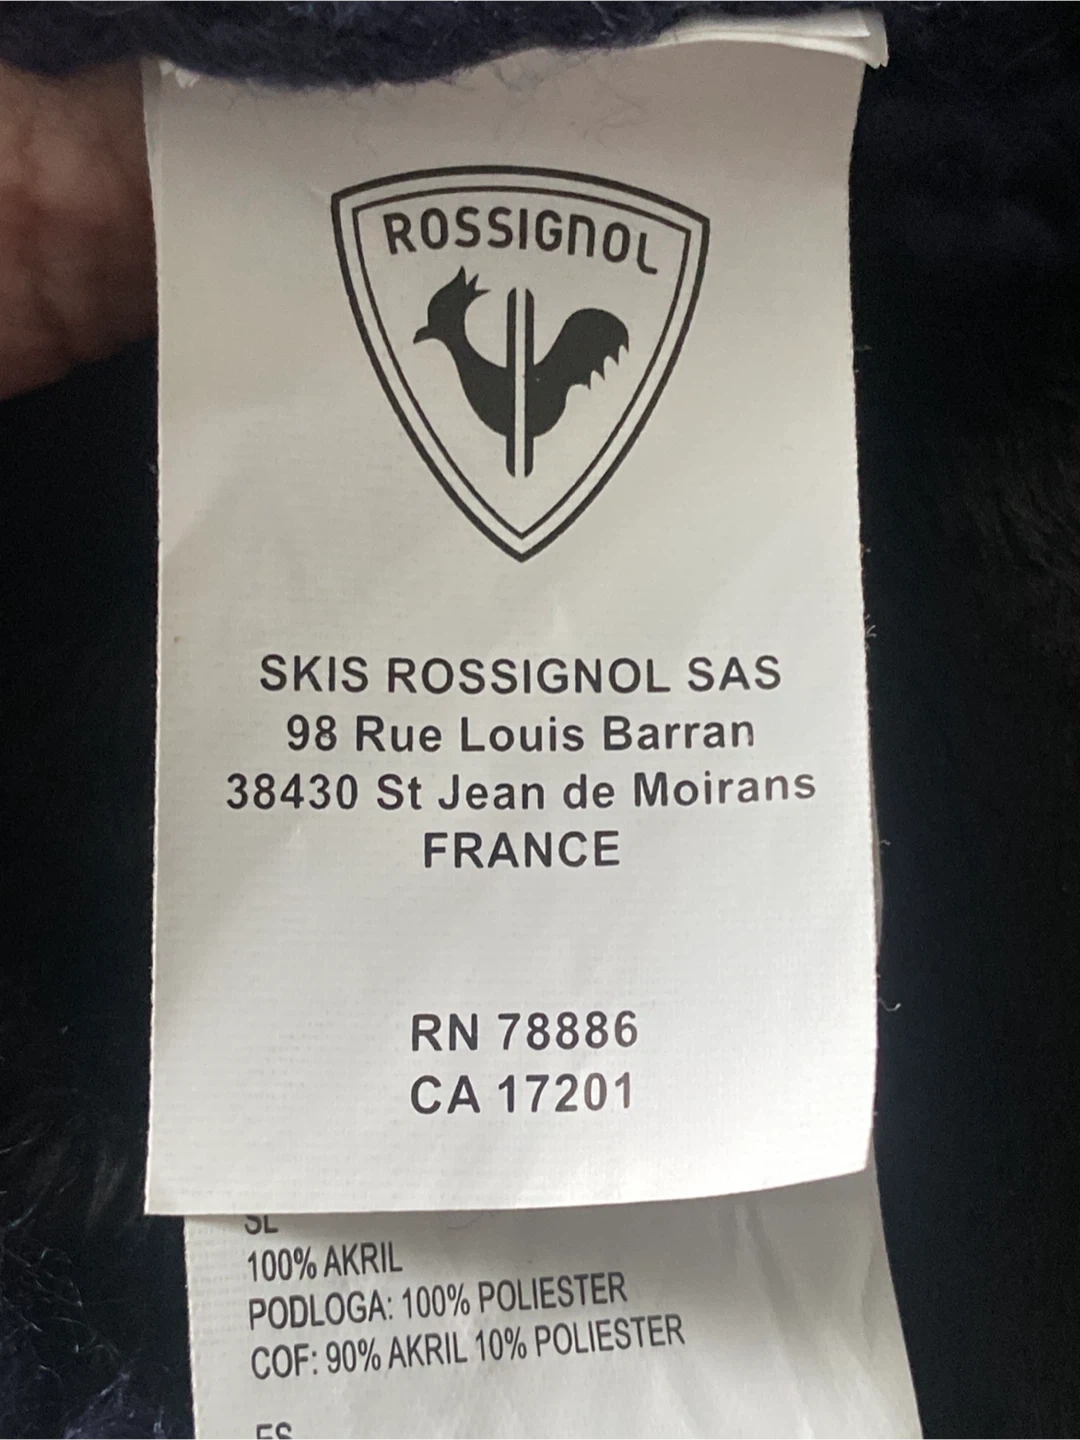 ROSSIGNOL
SKIS ROSSIGNOL SAS
98 Rue Louis Barran
38430 St Jean de Moirans
FRANCE
RN 78886
CA 17201
SL
100% AKRIL
PODLOGA: 100% POLIESTER
COF: 90% AKRIL 10% POLIESTER
ES